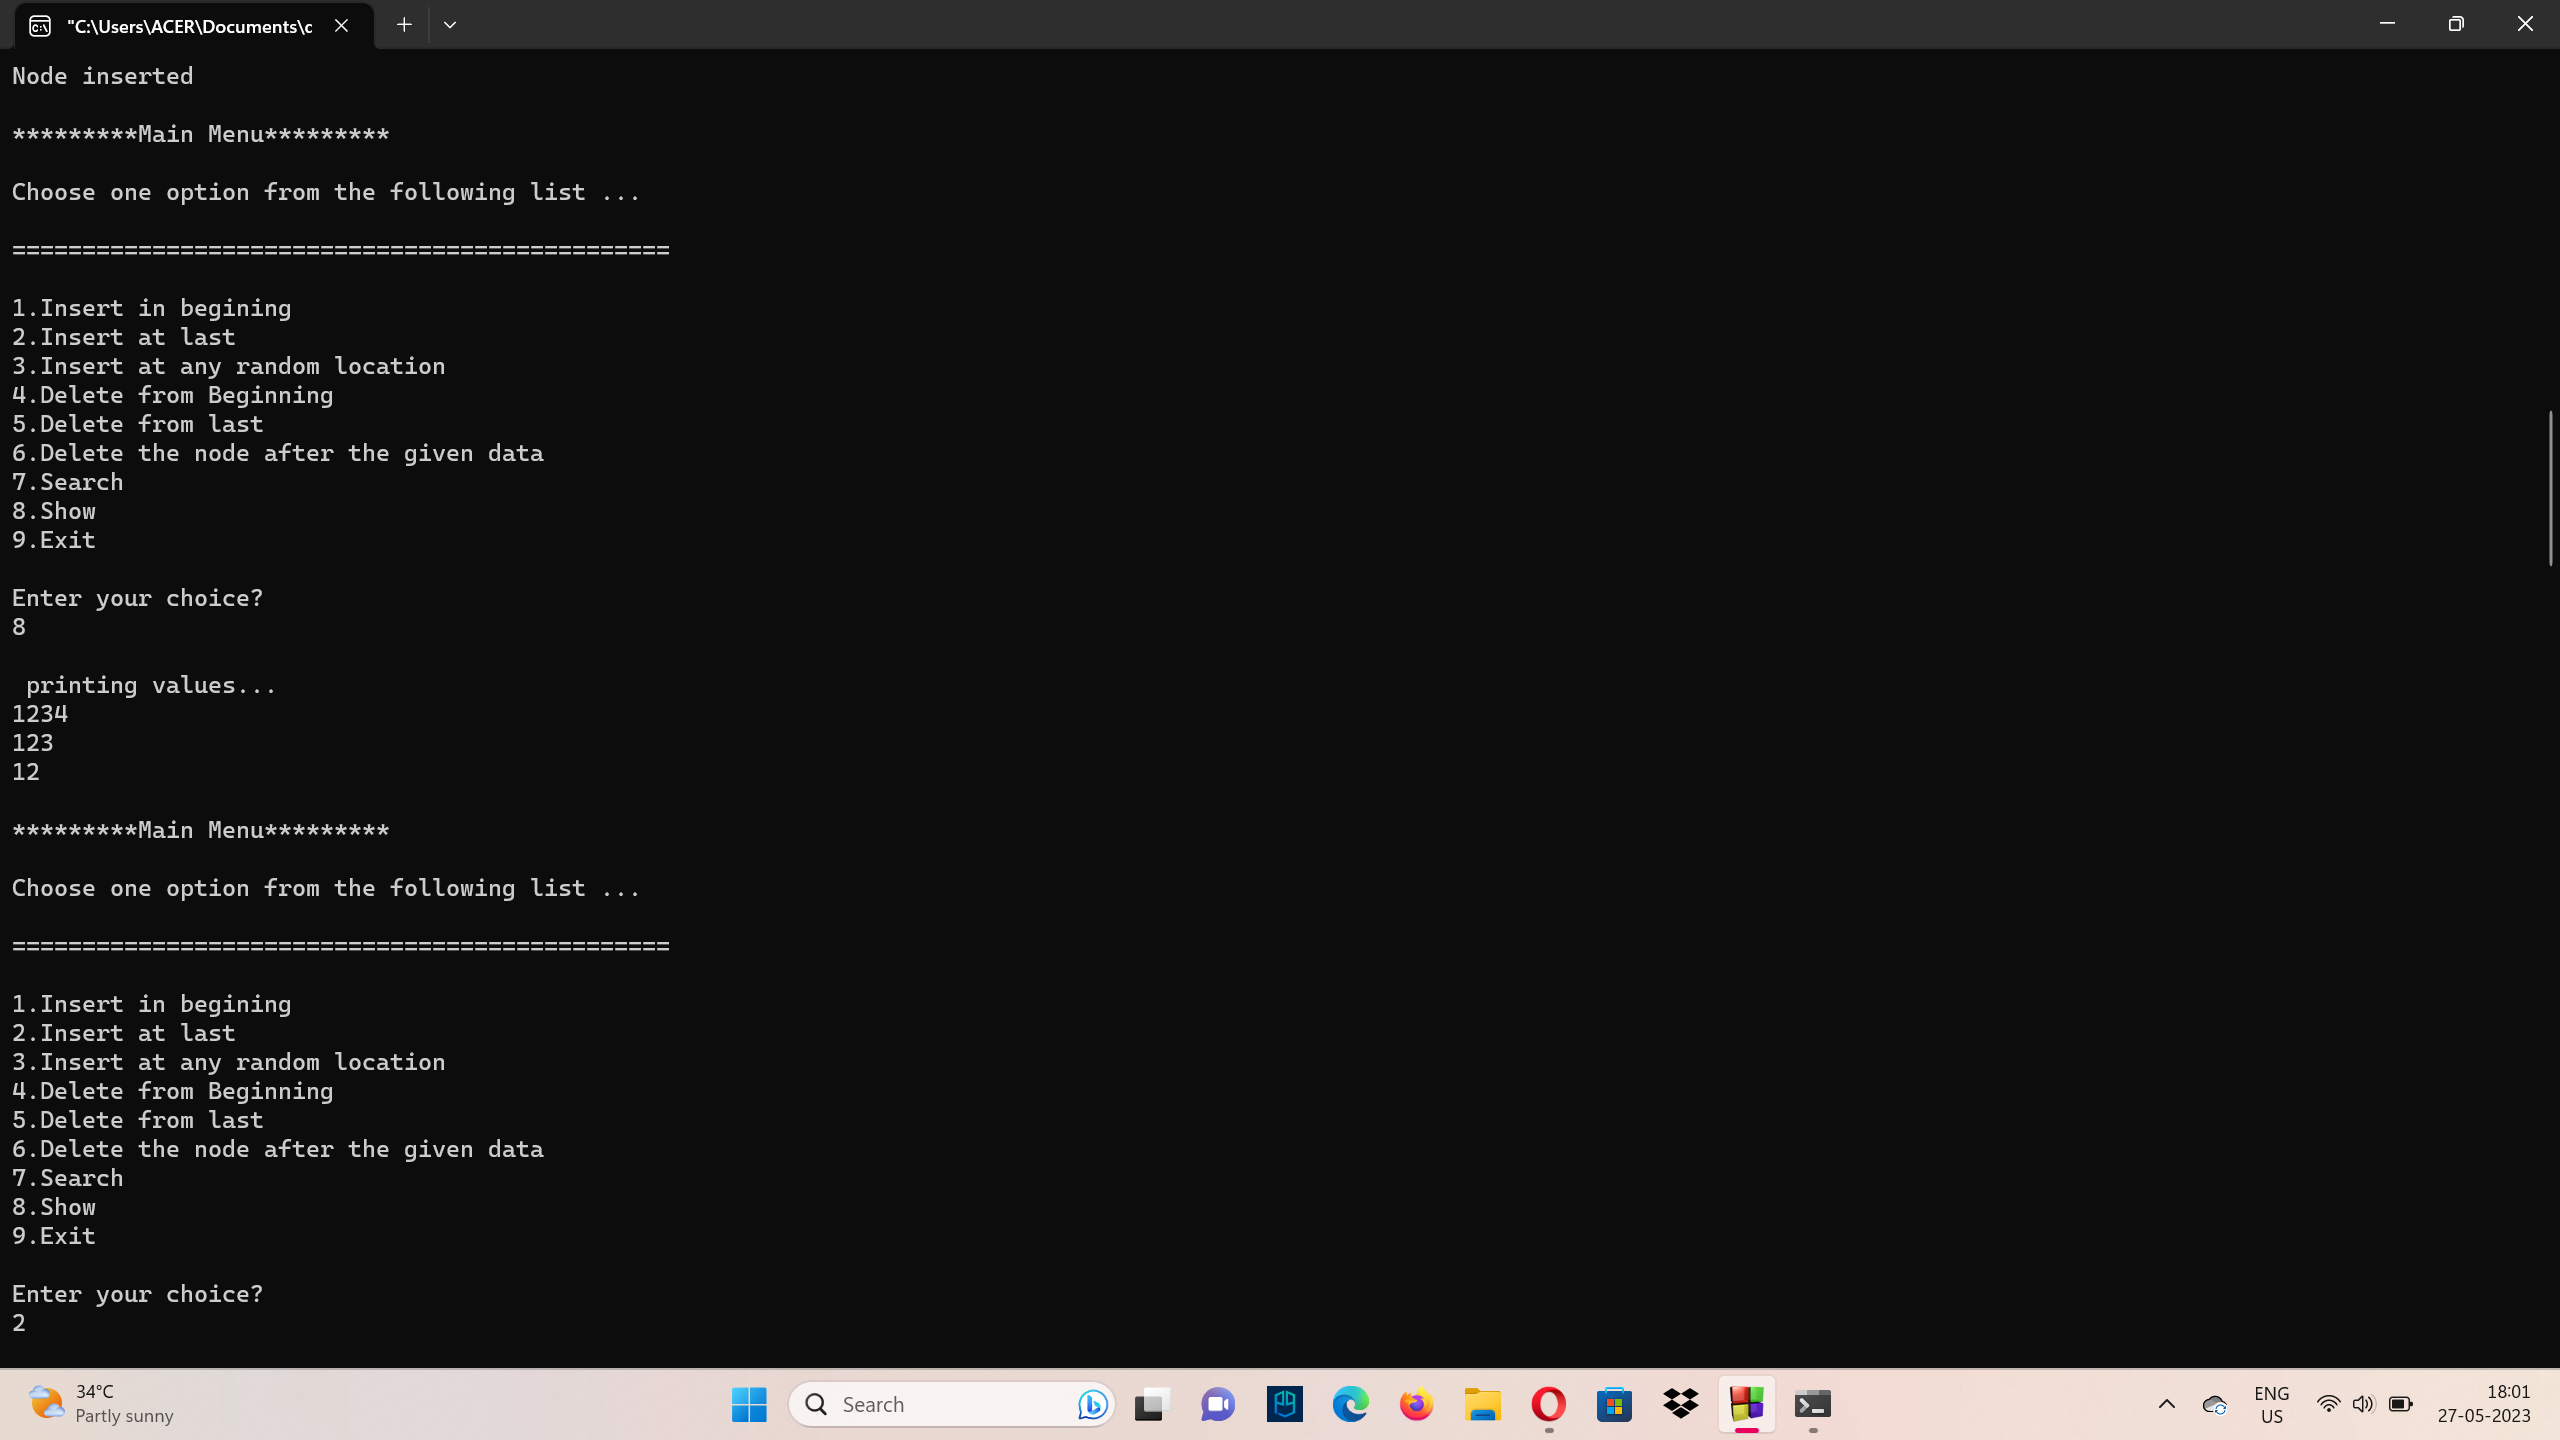 "C:\Users\ACER\Documents\c
Node inserted
*********Main Menu*********
Choose one option from the following list ...
===============================================
1.Insert in begining
2.Insert at last
3.Insert at any random location
4.Delete from Beginning
5.Delete from last
6.Delete the node after the given data
7.Search
8.Show
9.Exit
Enter your choice?
8
printing values...
1234
123
12
*********Main Menu*********
Choose one option from the following list ...
===============================================
1.Insert in begining
2.Insert at last
3.Insert at any random location
4.Delete from Beginning
5.Delete from last
6.Delete the node after the given data
7.Search
8.Show
9.Exit
Enter your choice?
2
34°C
Partly sunny
Search
ENG
US
18:01
27-05-2023